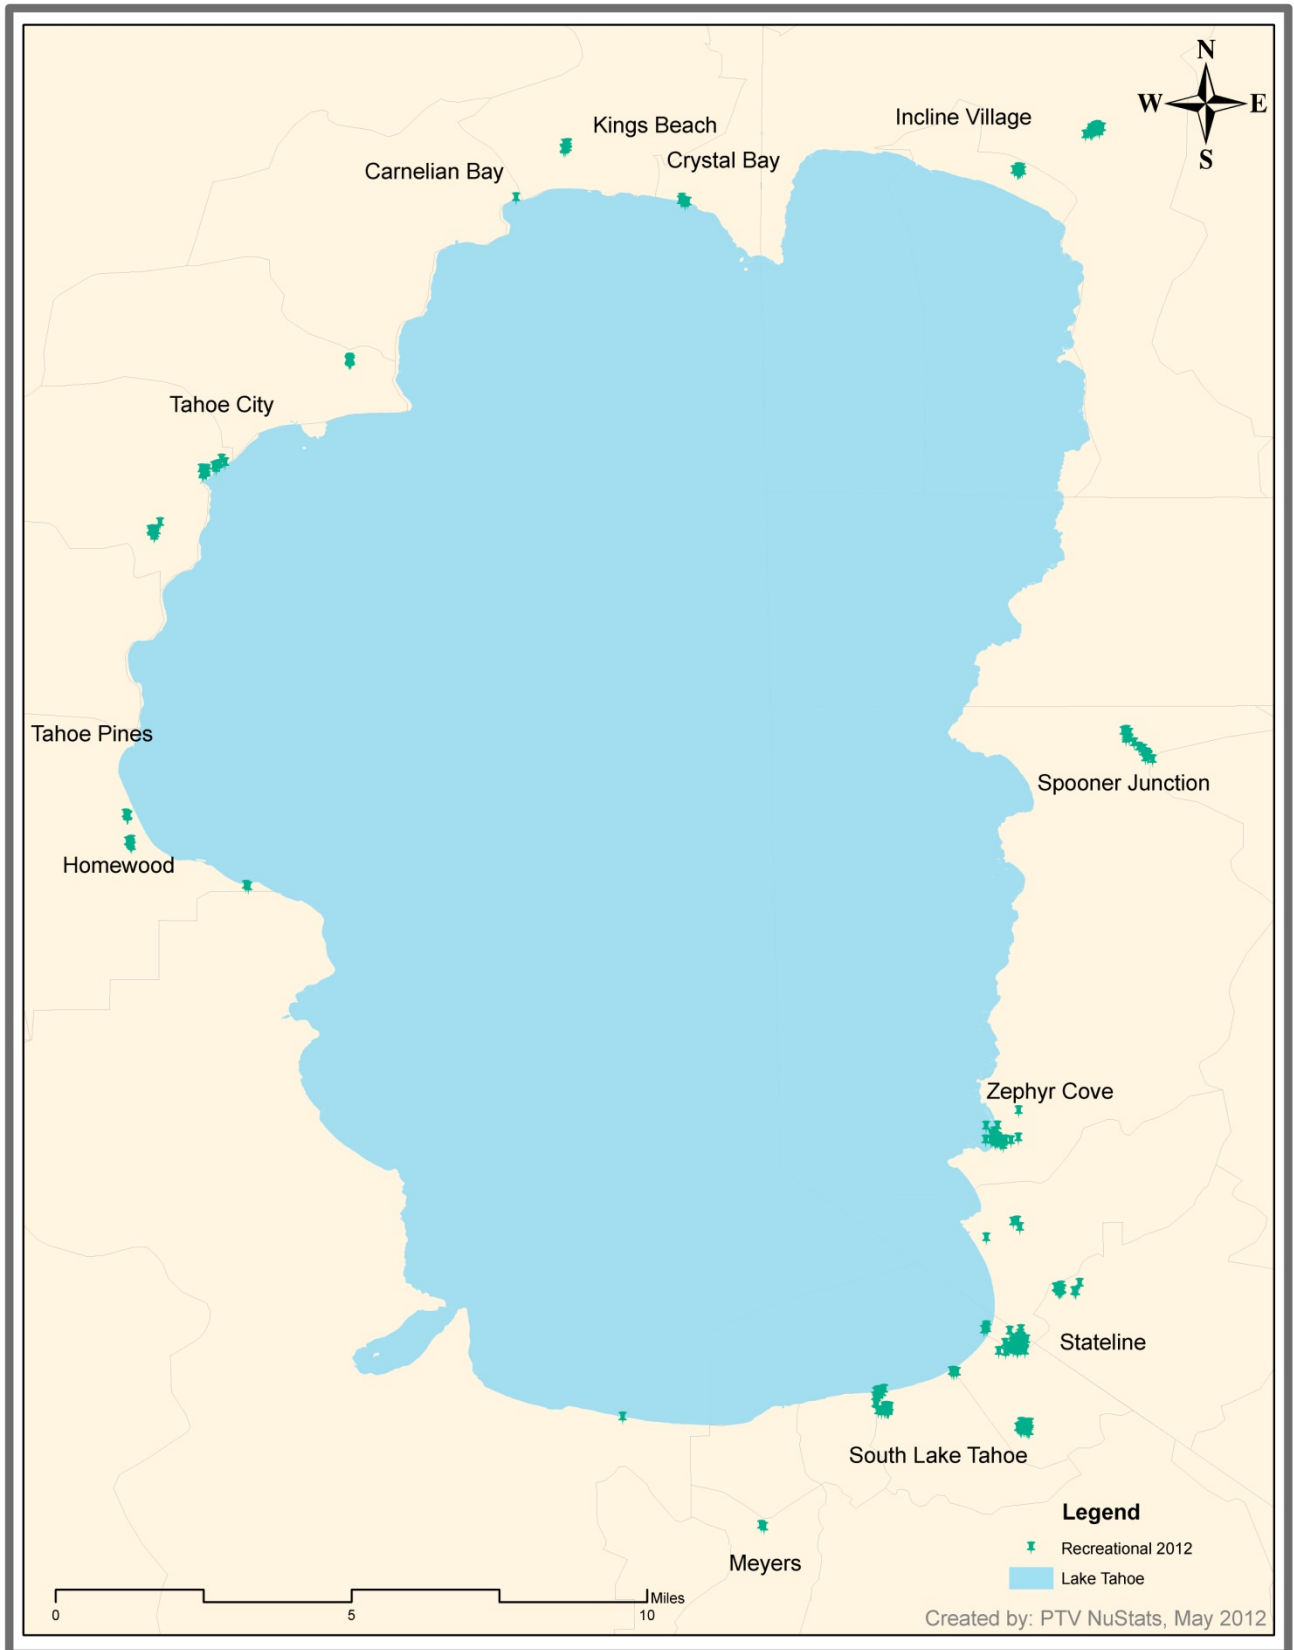 N
W E
S
Incline Village
Kings Beach
Crystal Bay
Carnelian Bay
Tahoe City
Tahoe Pines
Spooner Junction
Homewood
Zephyr Cove
Stateline
South Lake Tahoe
Meyers
Legend
Recreational 2012
Lake Tahoe
Miles
0 5 10
Created by: PTV NuStats, May 2012